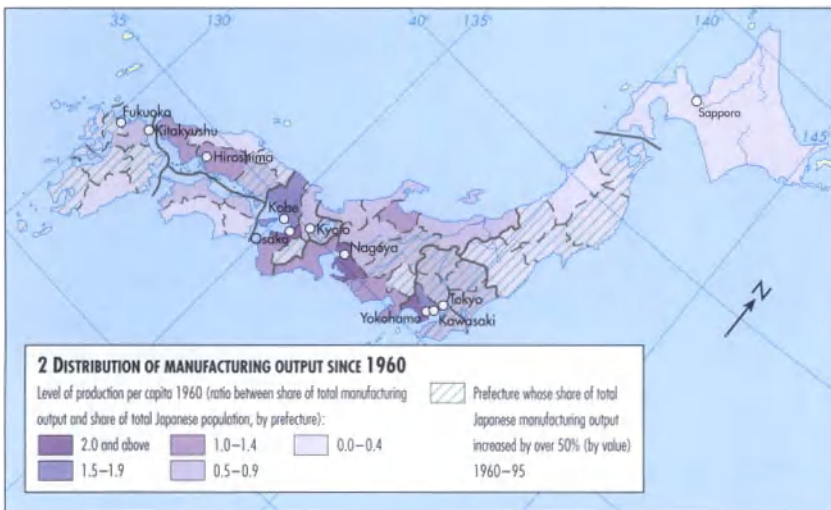 35°
130°
40°
135°
140°
145°
Fukuoka
Kitakyushu
Hiroshima
Kobe
Osaka
Kyoto
Nagoya
Yokohama
Tokyo
Kawasaki
Sapporo
N
2 DISTRIBUTION OF MANUFACTURING OUTPUT SINCE 1960
Level of production per capita 1960 (ratio between share of total manufacturing
output and share of total Japanese population, by prefecture):
2.0 and above
1.0–1.4
0.0–0.4
1.5–1.9
0.5–0.9
Prefecture whose share of total
Japanese manufacturing output
increased by over 50% (by value)
1960–95